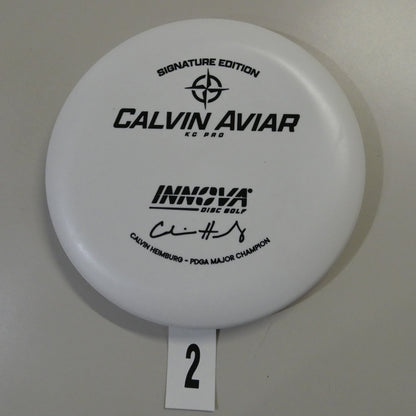 SIGNATURE EDITION
CALVIN AVIAR
KC PRO
INNOVA
DISC GOLF
CALVIN HEIMBURG - PDGA MAJOR CHAMPION
2